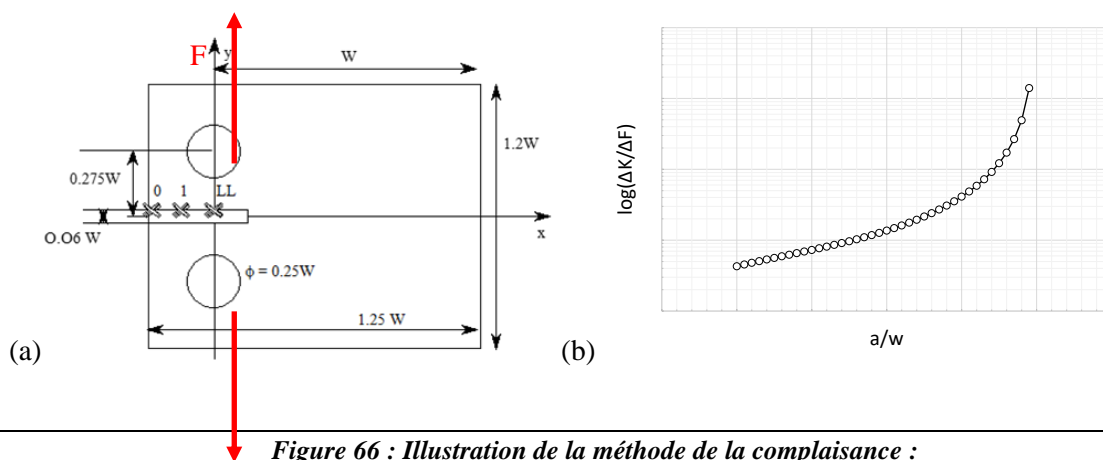 F
y
W
1.2W
0.275W
0 1 LL
O.O6 W
x
ϕ = 0.25W
1.25 W
(a)
log(ΔK/ΔF)
a/w
(b)
Figure 66 : Illustration de la méthode de la complaisance :